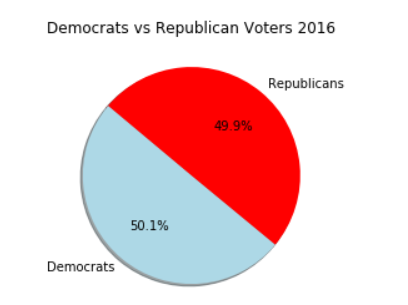 Democrats vs Republican Voters 2016
Republicans
49.9%
50.1%
Democrats